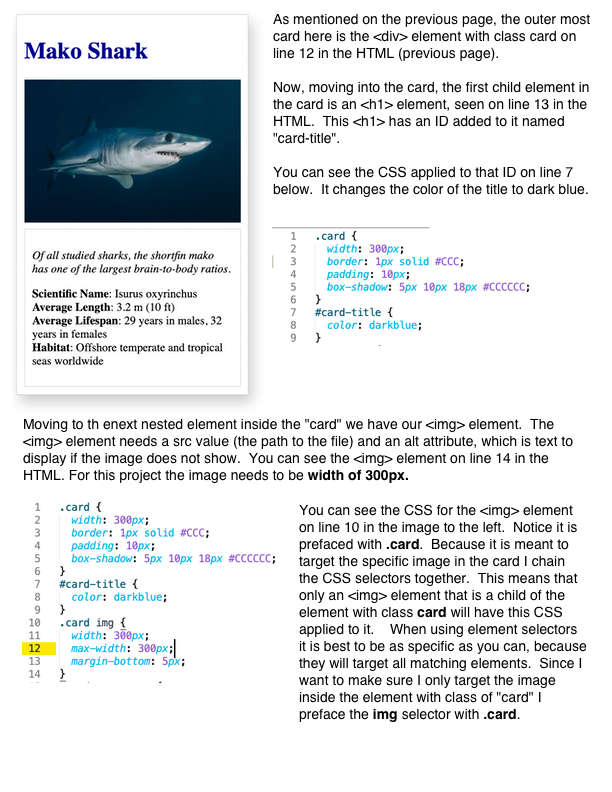 Mako Shark
Of all studied sharks, the shortfin mako
has one of the largest brain-to-body ratios.
Scientific Name: Isurus oxyrinchus
Average Length: 3.2 m (10 ft)
Average Lifespan: 29 years in males, 32
years in females
Habitat: Offshore temperate and tropical
seas worldwide
As mentioned on the previous page, the outer most
card here is the <div> element with class card on
line 12 in the HTML (previous page).
Now, moving into the card, the first child element in
the card is an <h1> element, seen on line 13 in the
HTML.  This <h1> has an ID added to it named
"card-title".
You can see the CSS applied to that ID on line 7
below.  It changes the color of the title to dark blue.
1 .card {
2 width: 300px;
3 border: 1px solid #CCC;
4 padding: 10px;
5 box-shadow: 5px 10px 18px #CCCCCC;
6 }
7 #card-title {
8 color: darkblue;
9 }
Moving to th enext nested element inside the "card" we have our <img> element.  The
<img> element needs a src value (the path to the file) and an alt attribute, which is text to
display if the image does not show.  You can see the <img> element on line 14 in the
HTML. For this project the image needs to be width of 300px.
1 .card {
2 width: 300px;
3 border: 1px solid #CCC;
4 padding: 10px;
5 box-shadow: 5px 10px 18px #CCCCCC;
6 }
7 #card-title {
8 color: darkblue;
9 }
10 .card img {
11 width: 300px;
12 max-width: 300px;
13 margin-bottom: 5px;
14 }
You can see the CSS for the <img> element
on line 10 in the image to the left.  Notice it is
prefaced with .card.  Because it is meant to
target the specific image in the card I chain
the CSS selectors together.  This means that
only an <img> element that is a child of the
element with class card will have this CSS
applied to it.    When using element selectors
it is best to be as specific as you can, because
they will target all matching elements.  Since I
want to make sure I only target the image
inside the element with class of "card" I
preface the img selector with .card.